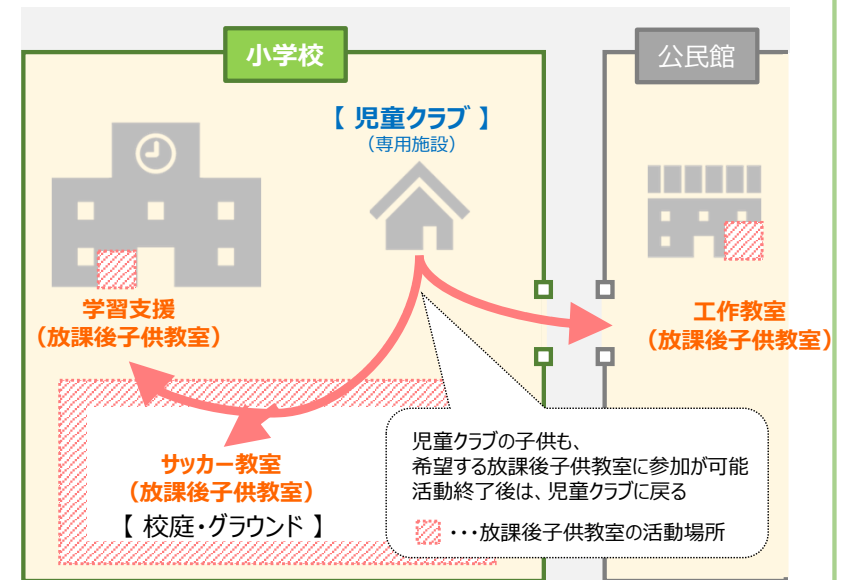 小学校
公民館
【 児童クラブ 】
（専用施設）
学習支援
（放課後子供教室）
工作教室
（放課後子供教室）
サッカー教室
（放課後子供教室）
【 校庭・グラウンド 】
児童クラブの子供も、
希望する放課後子供教室に参加が可能
活動終了後は、児童クラブに戻る
・・・放課後子供教室の活動場所